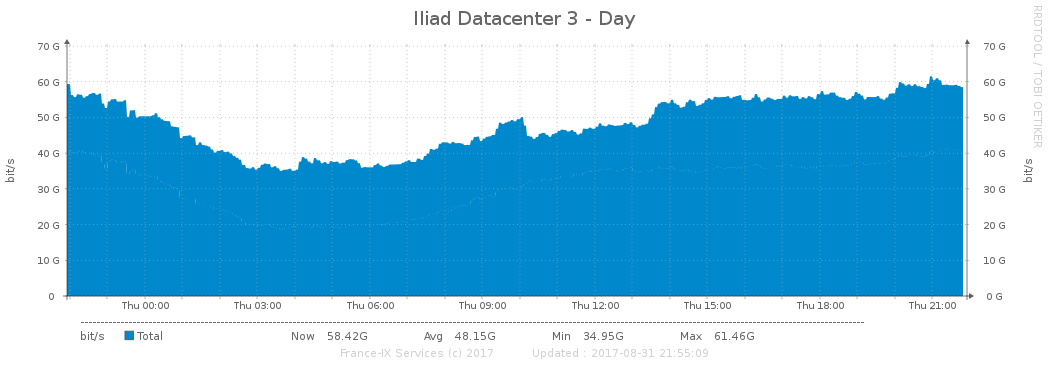 Iliad Datacenter 3 - Day
RRDTOOL / TOBI OETIKER
bit/s
70 G 70 G
60 G 60 G
50 G 50 G
40 G 40 G
30 G 30 G
20 G 20 G
10 G 10 G
0 0 G
bit/s
Thu 00:00 Thu 03:00 Thu 06:00 Thu 09:00 Thu 12:00 Thu 15:00 Thu 18:00 Thu 21:00
bit/s Total Now 58.42G Avg 48.15G Min 34.95G Max 61.46G
France-IX Services (c) 2017 Updated : 2017-08-31 21:55:09